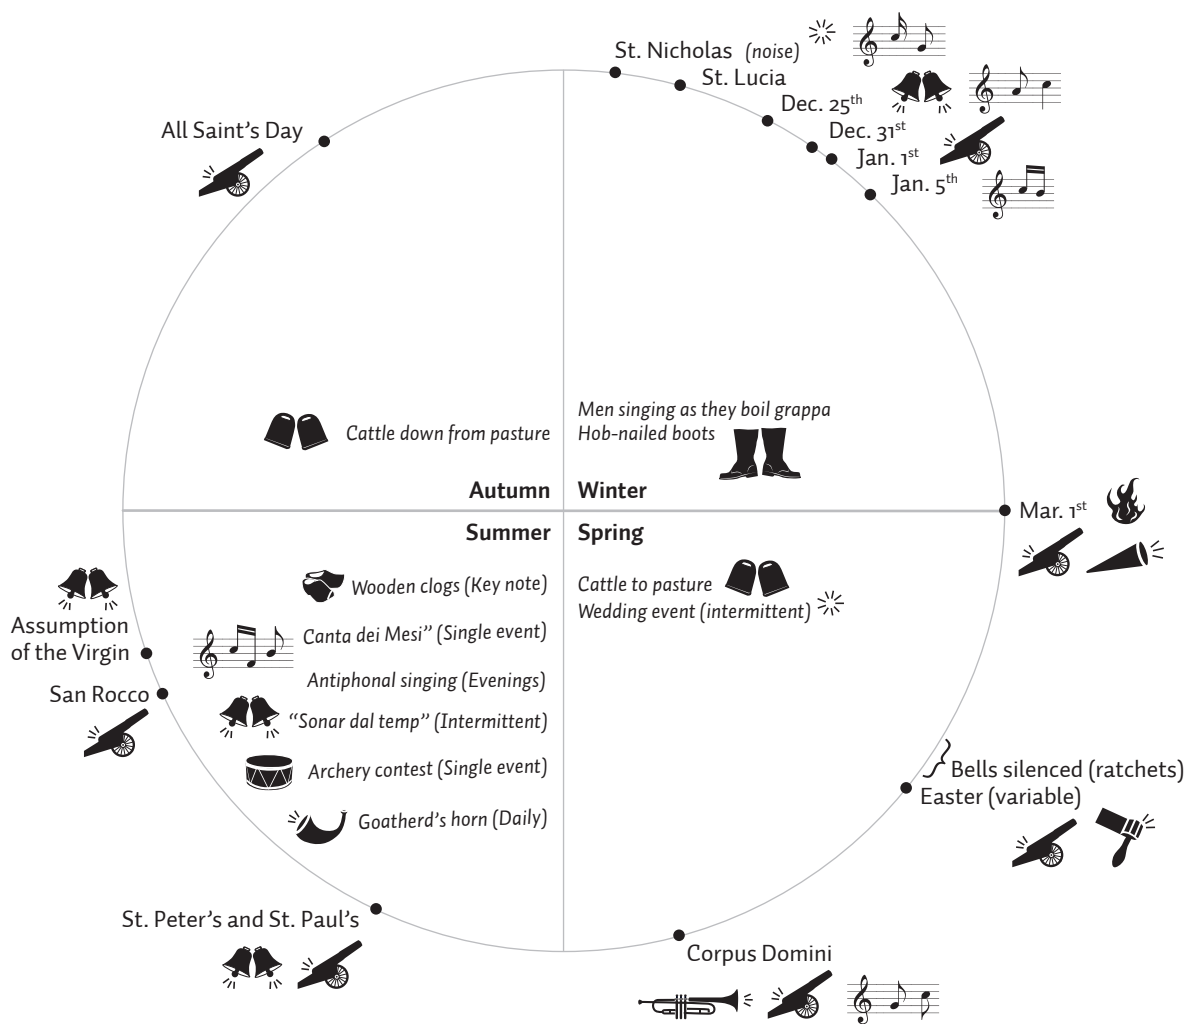 St. Nicholas (noise)
St. Lucia
Dec. 25th
Dec. 31st
Jan. 1st
Jan. 5th
All Saint's Day
Cattle down from pasture
Men singing as they boil grappa
Hob-nailed boots
Autumn
Winter
Summer
Spring
Mar. 1st
Wooden clogs (Key note)
Canta dei Mesi” (Single event)
Antiphonal singing (Evenings)
“Sonar dal temp” (Intermittent)
Archery contest (Single event)
Goatherd's horn (Daily)
Cattle to pasture
Wedding event (intermittent)
Assumption
of the Virgin
San Rocco
} Bells silenced (ratchets)
Easter (variable)
St. Peter's and St. Paul's
Corpus Domini